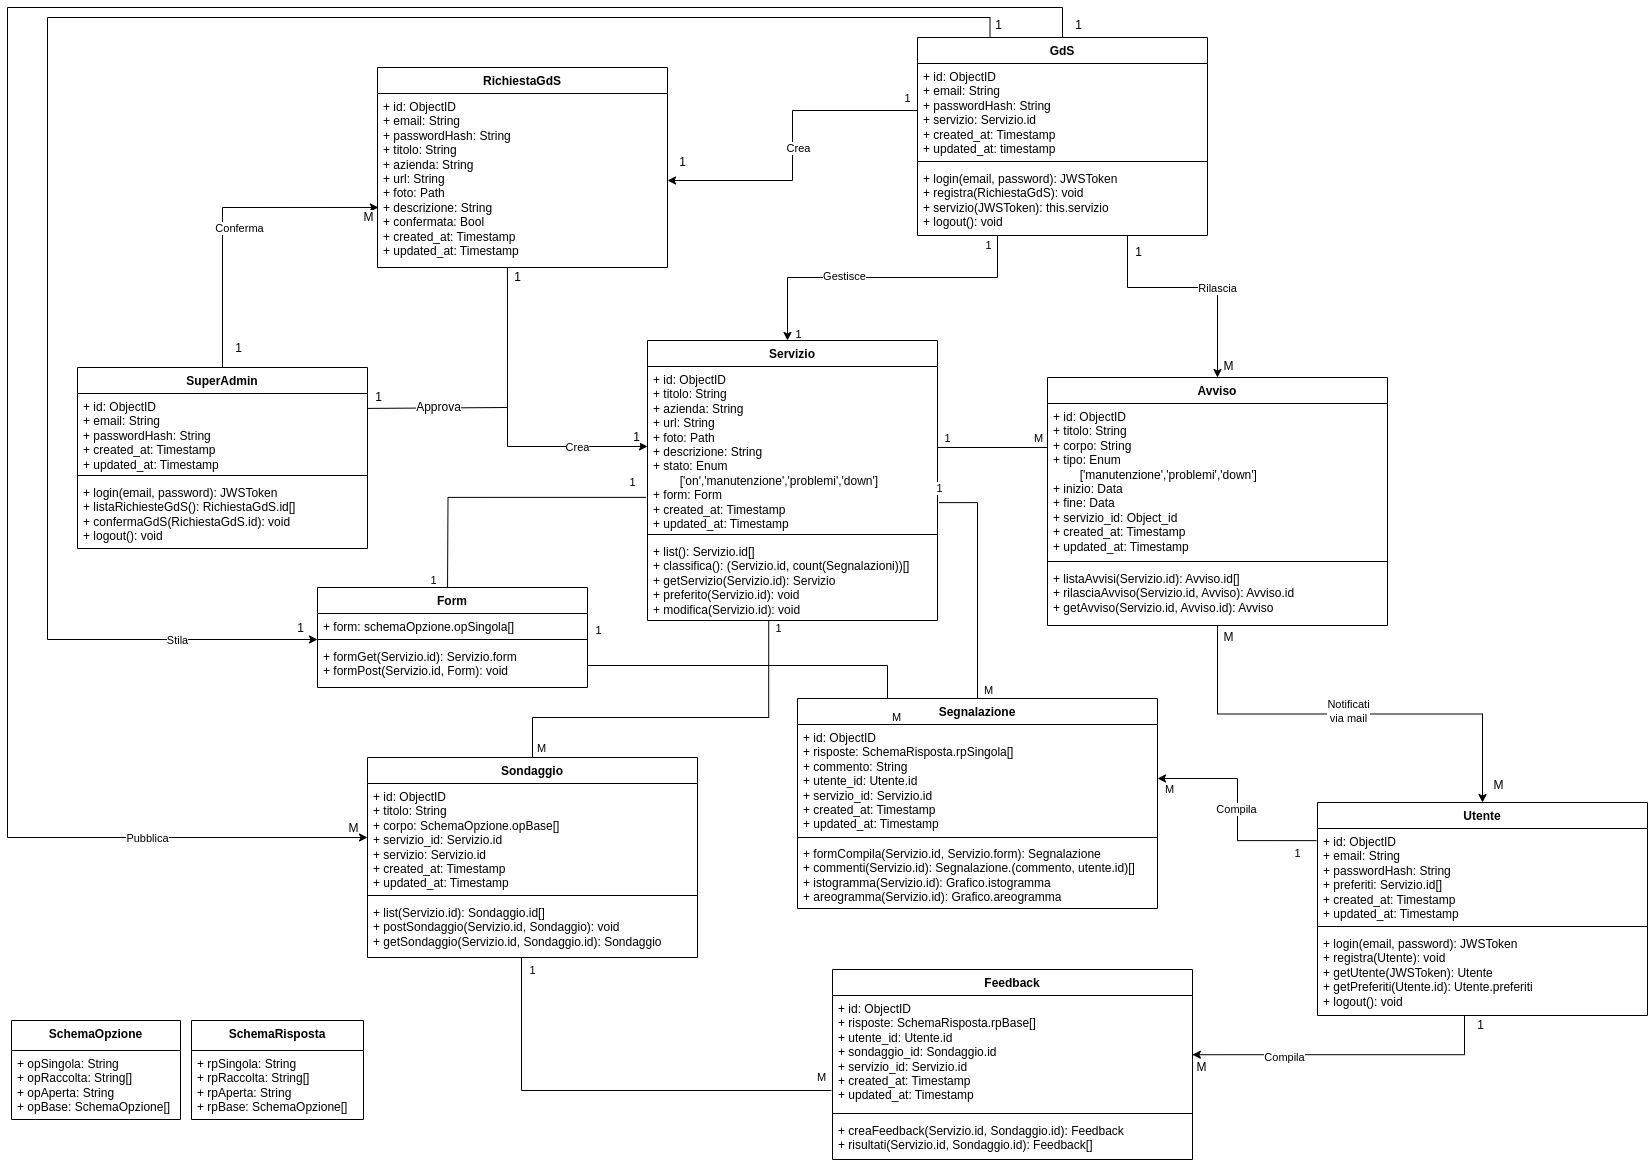 1
1
GdS
+ id: ObjectID
+ email: String
+ passwordHash: String
+ servizio: Servizio.id
+ created_at: Timestamp
+ updated_at: timestamp
+ login(email, password): JWSToken
+ registra(RichiestaGdS): void
+ servizio(JWSToken): this.servizio
+ logout(): void
RichiestaGdS
+ id: ObjectID
+ email: String
+ passwordHash: String
+ titolo: String
+ azienda: String
+ url: String
+ foto: Path
+ descrizione: String
+ confermata: Bool
+ created_at: Timestamp
+ updated_at: Timestamp
1
Crea
1
M
Conferma
1
1
1
Gestisce
1
1
Rilascia
M
SuperAdmin
+ id: ObjectID
+ email: String
+ passwordHash: String
+ created_at: Timestamp
+ updated_at: Timestamp
+ login(email, password): JWSToken
+ listaRichiesteGdS(): RichiestaGdS.id[]
+ confermaGdS(RichiestaGdS.id): void
+ logout(): void
1
Approva
Crea
1
Servizio
+ id: ObjectID
+ titolo: String
+ azienda: String
+ url: String
+ foto: Path
+ descrizione: String
+ stato: Enum
['on','manutenzione','problemi','down']
+ form: Form
+ created_at: Timestamp
+ updated_at: Timestamp
+ list(): Servizio.id[]
+ classifica(): (Servizio.id, count(Segnalazioni))[]
+ getServizio(Servizio.id): Servizio
+ preferito(Servizio.id): void
+ modifica(Servizio.id): void
1
M
1
1
Avviso
+ id: ObjectID
+ titolo: String
+ corpo: String
+ tipo: Enum
['manutenzione','problemi','down']
+ inizio: Data
+ fine: Data
+ servizio_id: Object_id
+ created_at: Timestamp
+ updated_at: Timestamp
+ listaAvvisi(Servizio.id): Avviso.id[]
+ rilasciaAvviso(Servizio.id, Avviso): Avviso.id
+ getAvviso(Servizio.id, Avviso.id): Avviso
1
Form
+ form: schemaOpzione.opSingola[]
+ formGet(Servizio.id): Servizio.form
+ formPost(Servizio.id, Form): void
1
Stila
1
1
M
M
M
Notificati
via mail
M
Segnalazione
+ id: ObjectID
+ risposte: SchemaRisposta.rpSingola[]
+ commento: String
+ utente_id: Utente.id
+ servizio_id: Servizio.id
+ created_at: Timestamp
+ updated_at: Timestamp
+ formCompila(Servizio.id, Servizio.form): Segnalazione
+ commenti(Servizio.id): Segnalazione.(commento, utente.id)[]
+ istogramma(Servizio.id): Grafico.istogramma
+ areogramma(Servizio.id): Grafico.areogramma
M
Sondaggio
+ id: ObjectID
+ titolo: String
+ corpo: SchemaOpzione.opBase[]
+ servizio_id: Servizio.id
+ servizio: Servizio.id
+ created_at: Timestamp
+ updated_at: Timestamp
+ list(Servizio.id): Sondaggio.id[]
+ postSondaggio(Servizio.id, Sondaggio): void
+ getSondaggio(Servizio.id, Sondaggio.id): Sondaggio
Pubblica
M
M
Compila
1
Utente
+ id: ObjectID
+ email: String
+ passwordHash: String
+ preferiti: Servizio.id[]
+ created_at: Timestamp
+ updated_at: Timestamp
+ login(email, password): JWSToken
+ registra(Utente): void
+ getUtente(JWSToken): Utente
+ getPreferiti(Utente.id): Utente.preferiti
+ logout(): void
1
M
Feedback
+ id: ObjectID
+ risposte: SchemaRisposta.rpBase[]
+ utente_id: Utente.id
+ sondaggio_id: Sondaggio.id
+ servizio_id: Servizio.id
+ created_at: Timestamp
+ updated_at: Timestamp
+ creaFeedback(Servizio.id, Sondaggio.id): Feedback
+ risultati(Servizio.id, Sondaggio.id): Feedback[]
1
Compila
M
SchemaOpzione
+ opSingola: String
+ opRaccolta: String[]
+ opAperta: String
+ opBase: SchemaOpzione[]
SchemaRisposta
+ rpSingola: String
+ rpRaccolta: String[]
+ rpAperta: String
+ rpBase: SchemaOpzione[]